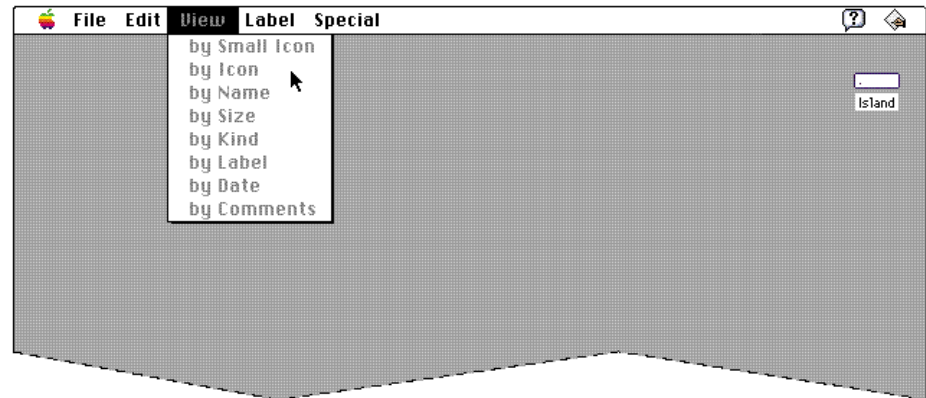 File Edit View Label Special ?
by Small Icon
by Icon
by Name
by Size
by Kind
by Label
by Date
by Comments
Island